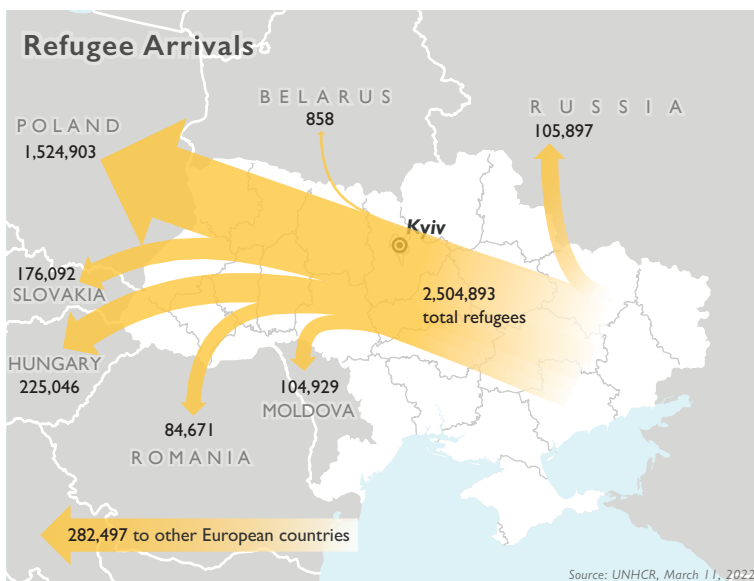 Refugee Arrivals
BELARUS
858
RUSSIA
105,897
POLAND
1,524,903
Kyiv
176,092
SLOVAKIA
2,504,893
total refugees
HUNGARY
225,046
104,929
MOLDOVA
84,671
ROMANIA
282,497 to other European countries
Source: UNHCR, March 11, 2022